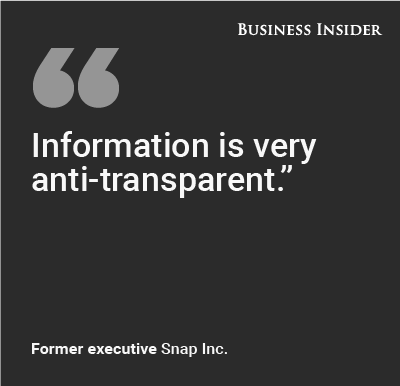 BUSINESS INSIDER
“
Information is very
anti-transparent.”
Former executive Snap Inc.